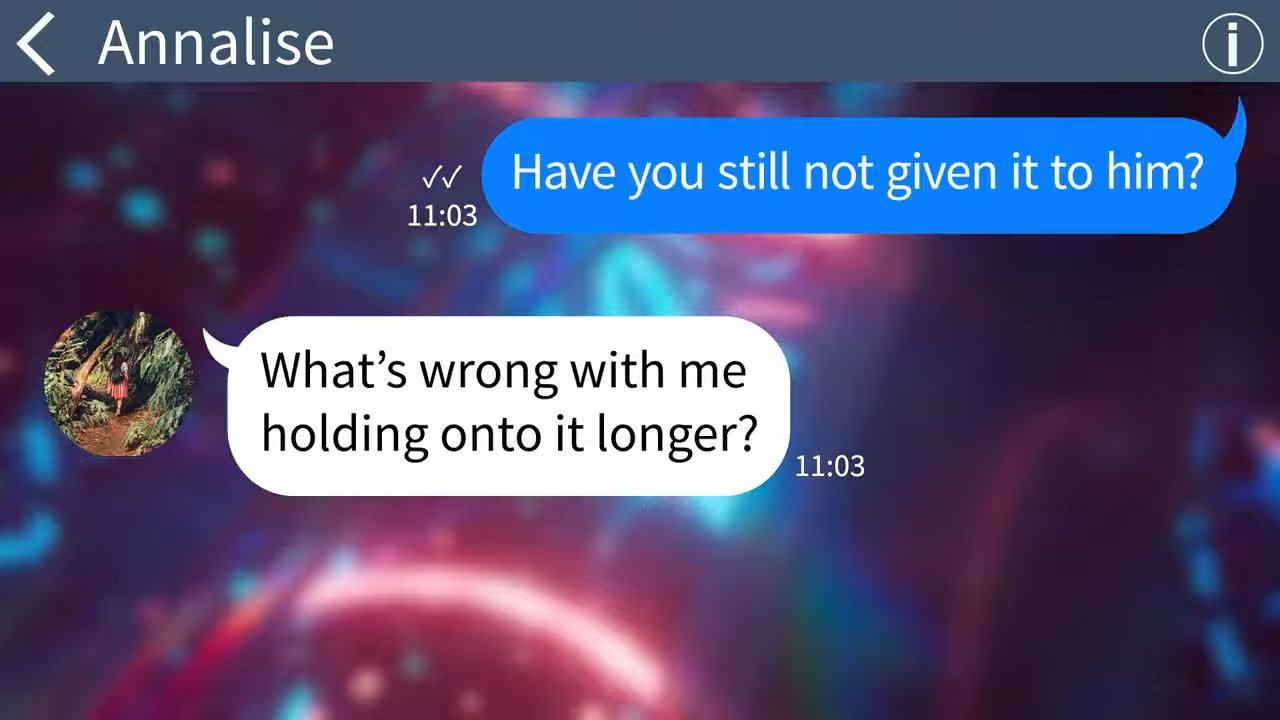 Annalise
Have you still not given it to him?
✓✓
11:03
What’s wrong with me
holding onto it longer?
11:03